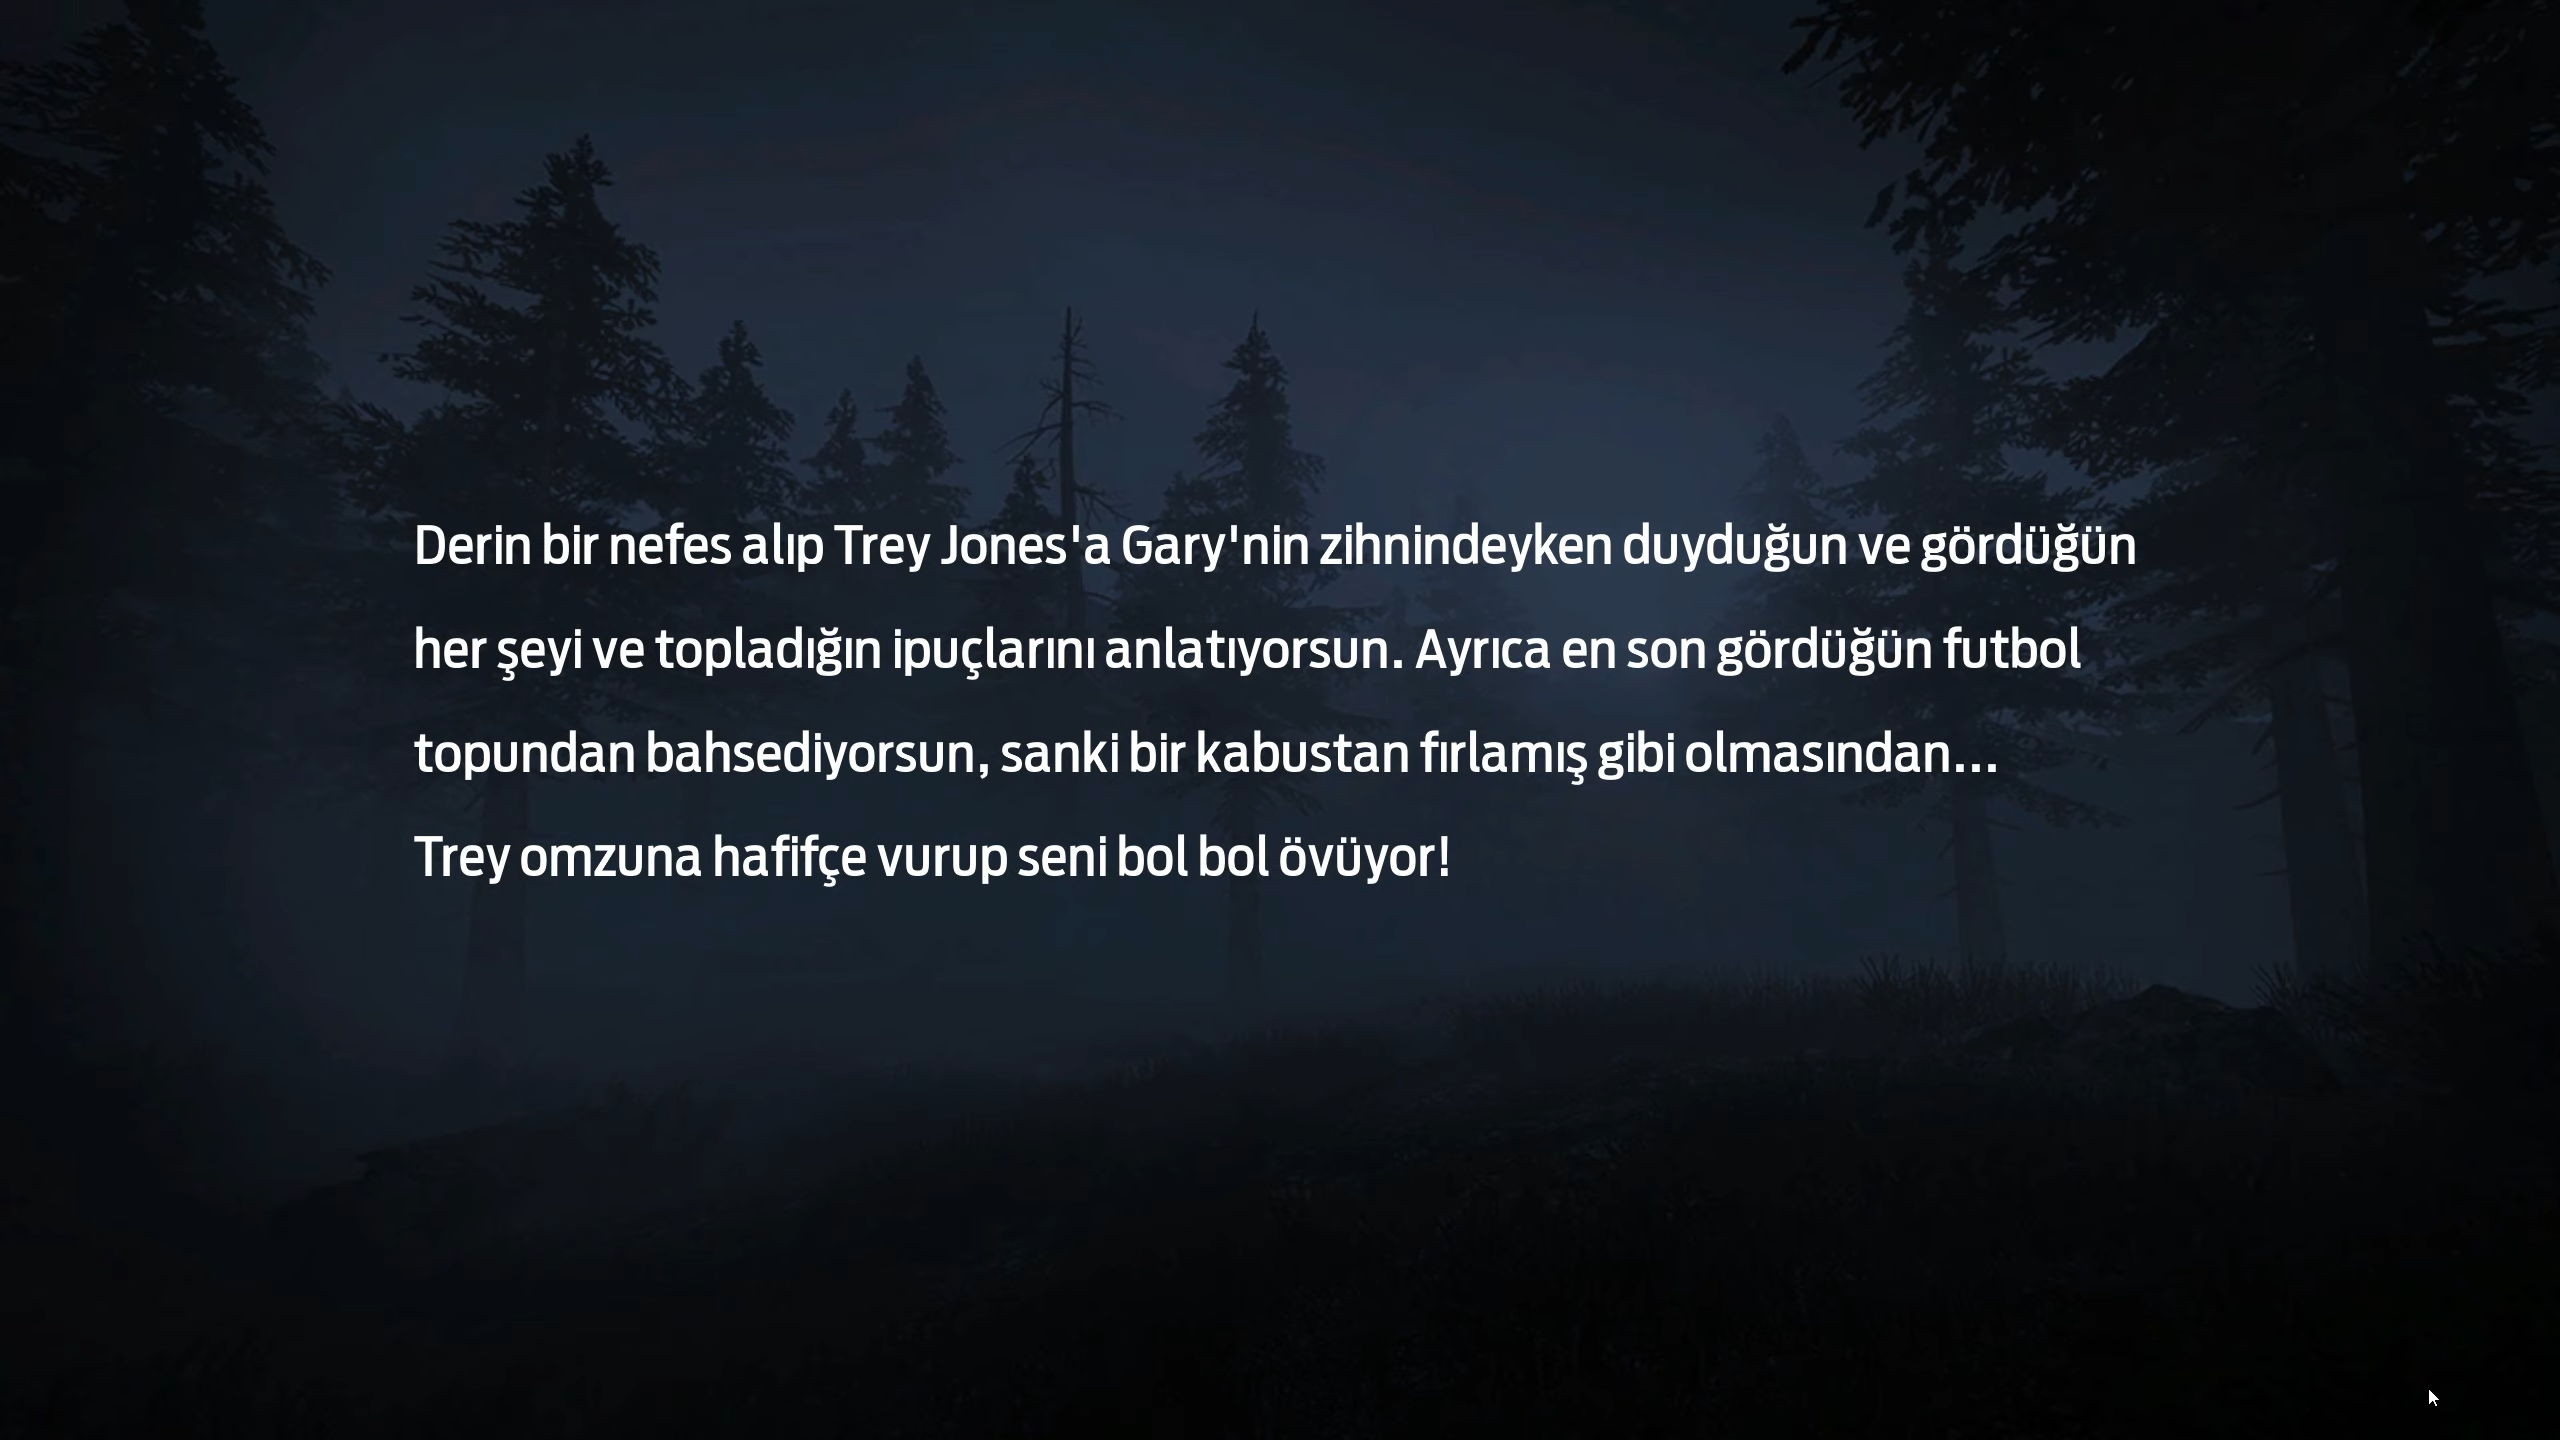 Derin bir nefes alıp Trey Jones'a Gary'nin zihnindeyken duyduğun ve gördüğün
her şeyi ve topladığın ipuçlarını anlatıyorsun. Ayrıca en son gördüğün futbol
topundan bahsediyorsun, sanki bir kabustan fırlamış gibi olmasından...
Trey omzuna hafifçe vurup seni bol bol övüyor!